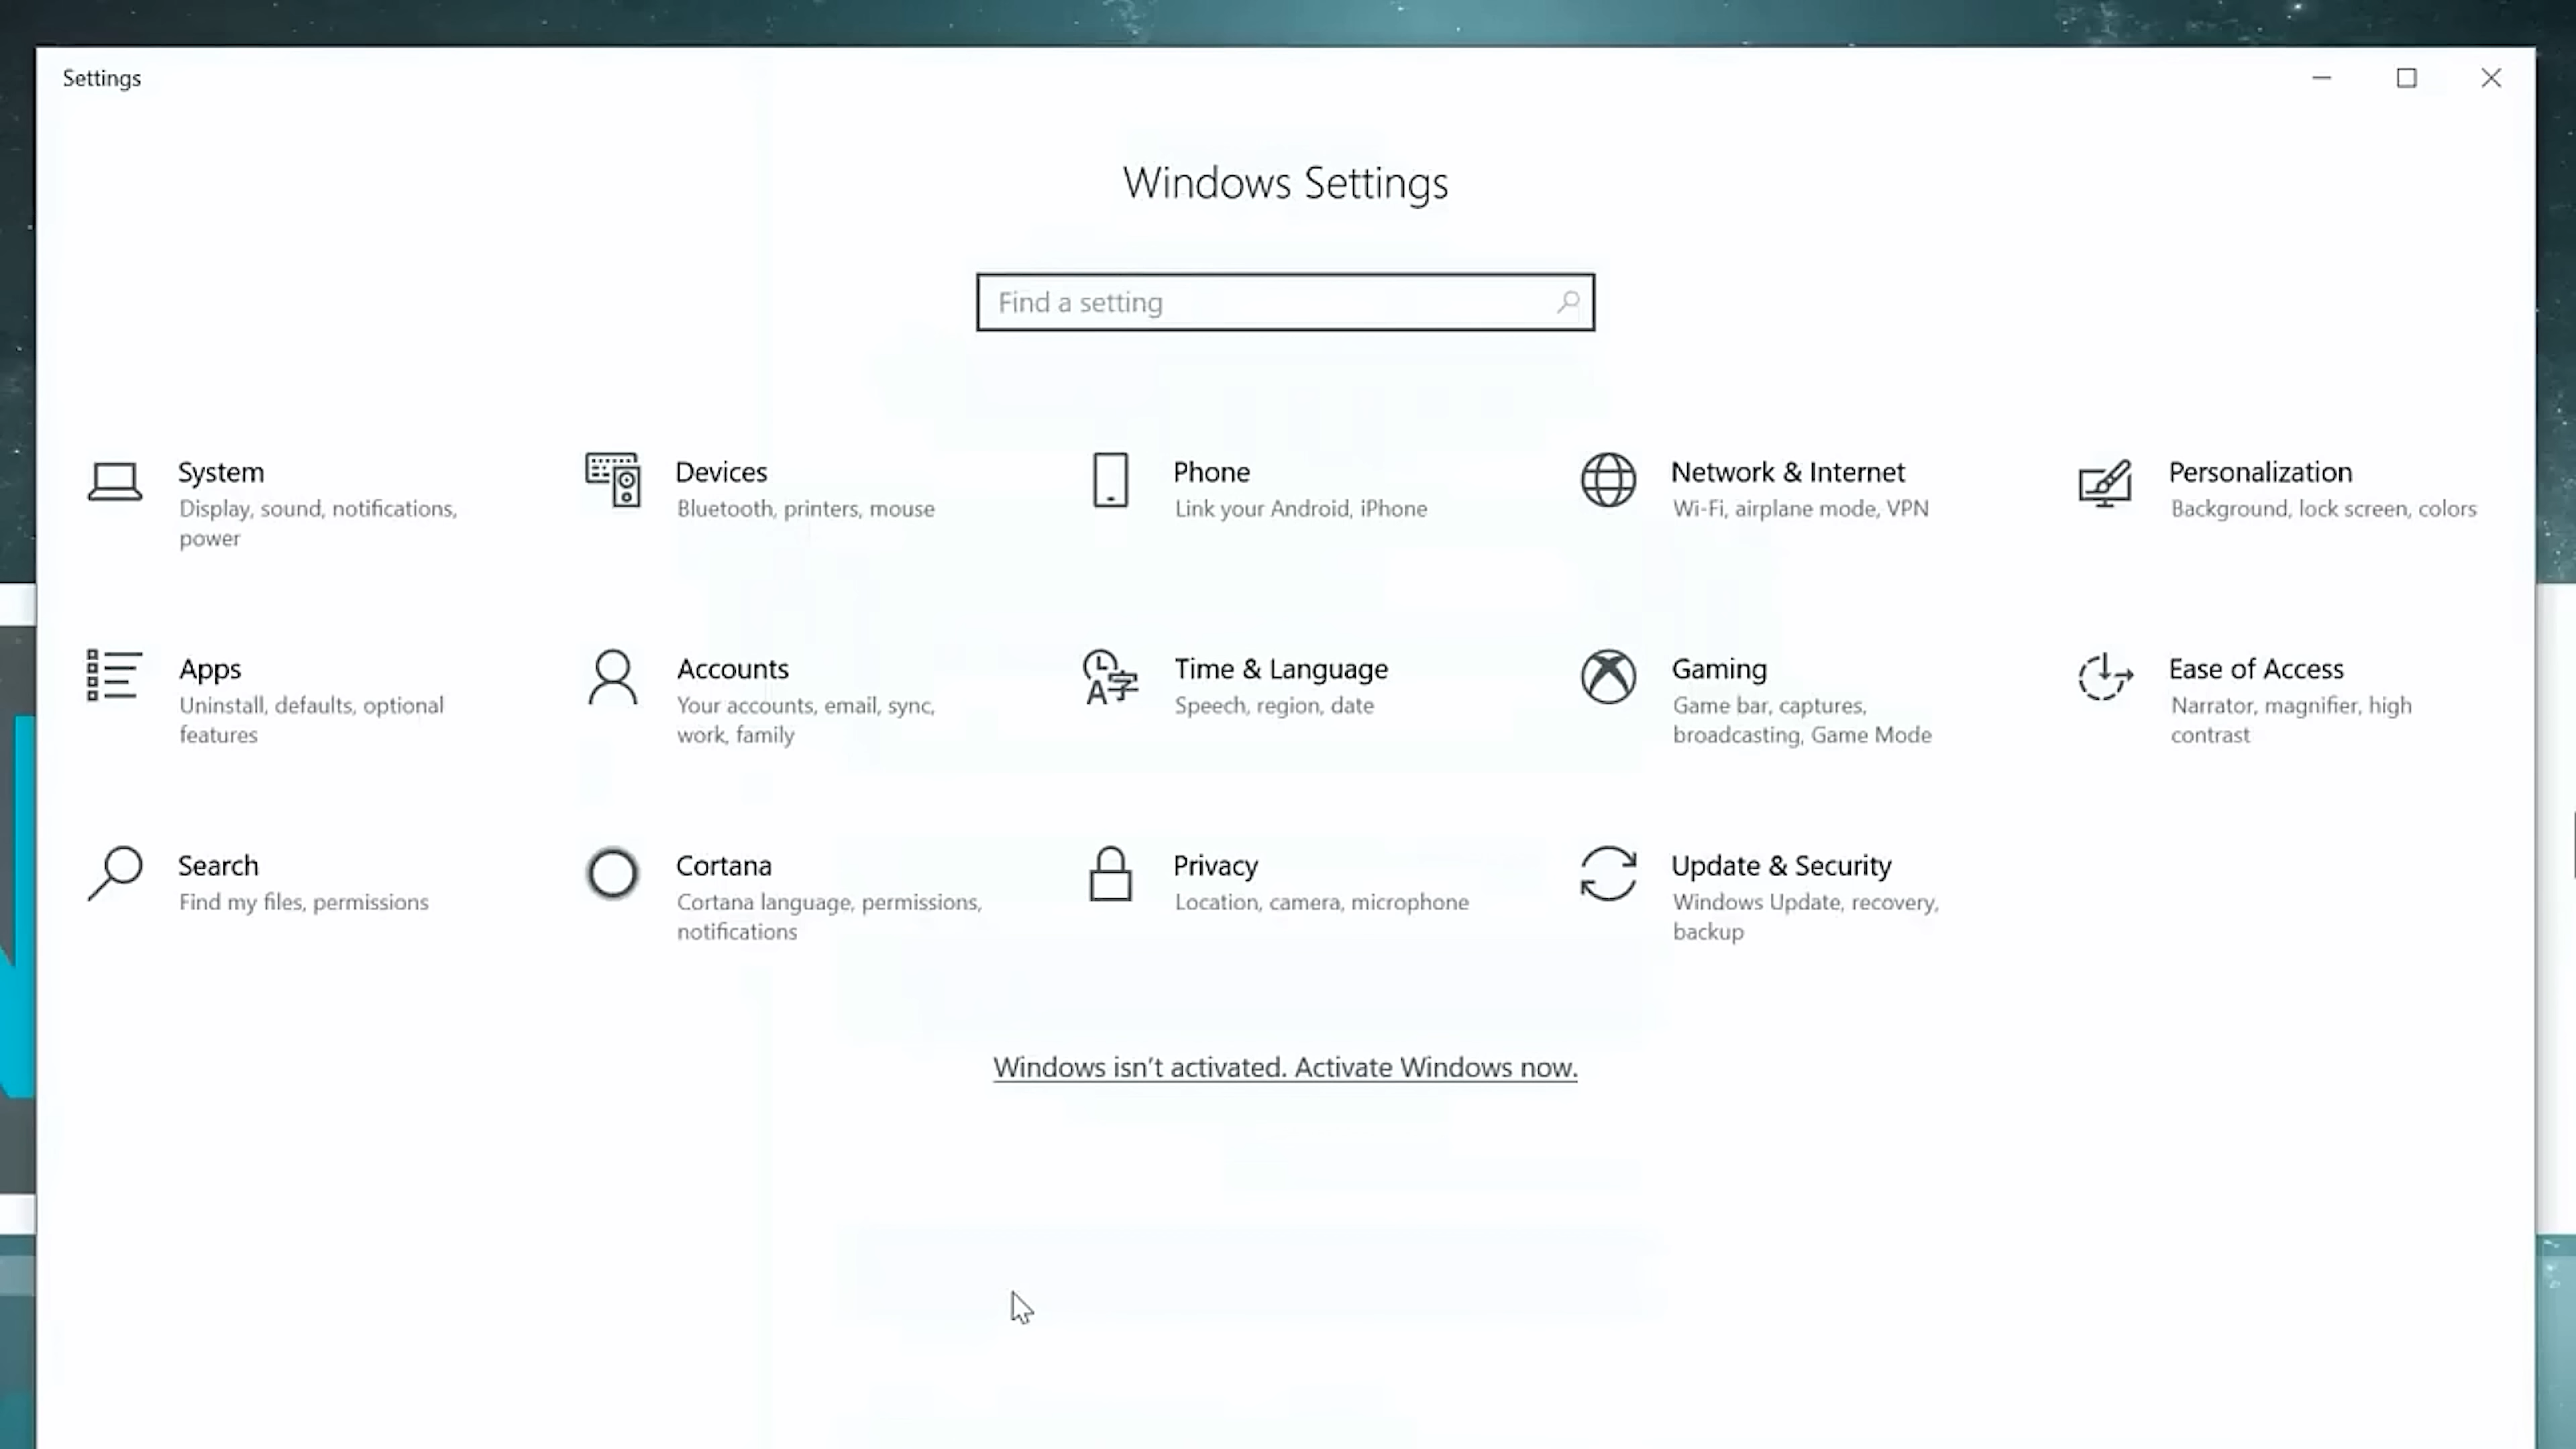 Settings
Windows Settings
Find a setting
System
Display, sound, notifications,
power
Devices
Bluetooth, printers, mouse
Phone
Link your Android, iPhone
Network & Internet
Wi-Fi, airplane mode, VPN
Personalization
Background, lock screen, colors
Apps
Uninstall, defaults, optional
features
Accounts
Your accounts, email, sync,
work, family
Time & Language
Speech, region, date
Gaming
Game bar, captures,
broadcasting, Game Mode
Ease of Access
Narrator, magnifier, high
contrast
Search
Find my files, permissions
Cortana
Cortana language, permissions,
notifications
Privacy
Location, camera, microphone
Update & Security
Windows Update, recovery,
backup
Windows isn't activated. Activate Windows now.